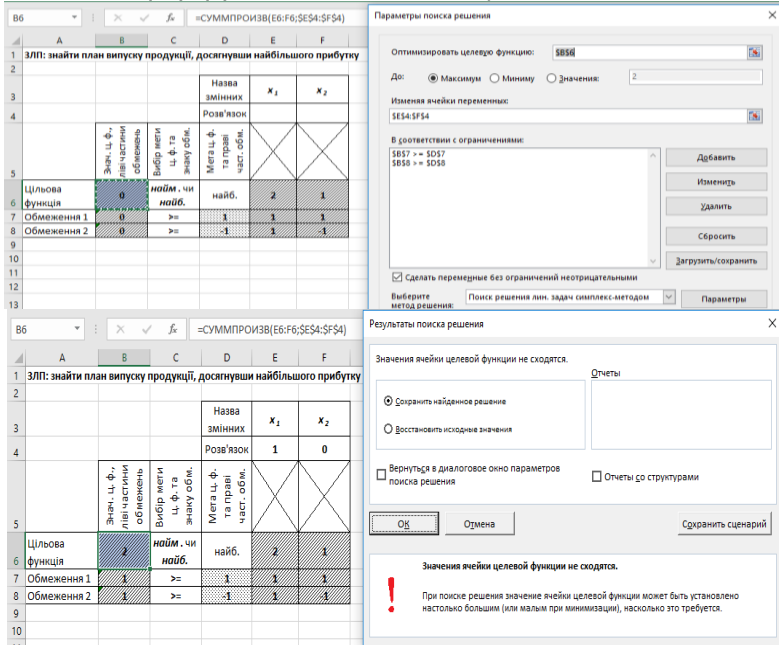 B6 fx =СУММПРОИЗВ(E6:F6;$E$4:$F$4)
A B C D E F
1 ЗЛП: знайти план випуску продукції, досягнувши найбільшого прибутку
2
3 Назва змінних x1 x2
4 Розв'язок
5 Знач. ц. ф., ліві частини обмежень Вибір мети ц. ф. та знаку обм. Мета ц. ф. та праві част. обм.
6 Цільова функція 0 найм. чи найб. найб. 2 1
7 Обмеження 1 0 >= 1 1 1
8 Обмеження 2 0 >= -1 1 -1
9
10
11
12
13
Параметры поиска решения
Оптимизировать целевую функцию: $B$6
До: Максимум Миниму Значения: 2
Изменяя ячейки переменных:
$E$4:$F$4
В соответствии с ограничениями:
$B$7 >= $D$7
$B$8 >= $D$8
Добавить
Изменить
Удалить
Сбросить
Загрузить/сохранить
Сделать переменные без ограничений неотрицательными
Выберите метод решения: Поиск решения лин. задач симплекс-методом Параметры
B6 fx =СУММПРОИЗВ(E6:F6;$E$4:$F$4)
A B C D E F
1 ЗЛП: знайти план випуску продукції, досягнувши найбільшого прибутку
2
3 Назва змінних x1 x2
4 Розв'язок 1 0
5 Знач. ц. ф., ліві частини обмежень Вибір мети ц. ф. та знаку обм. Мета ц. ф. та праві част. обм.
6 Цільова функція 2 найм. чи найб. найб. 2 1
7 Обмеження 1 1 >= 1 1 1
8 Обмеження 2 1 >= -1 1 -1
9
10
Результаты поиска решения
Значения ячейки целевой функции не сходятся.
Отчеты
Сохранить найденное решение
Восстановить исходные значения
Вернуться в диалоговое окно параметров поиска решения
Отчеты со структурами
ОК Отмена Сохранить сценарий
Значения ячейки целевой функции не сходятся.
При поиске решения значение ячейки целевой функции может быть установлено
настолько большим (или малым при минимизации), насколько это требуется.